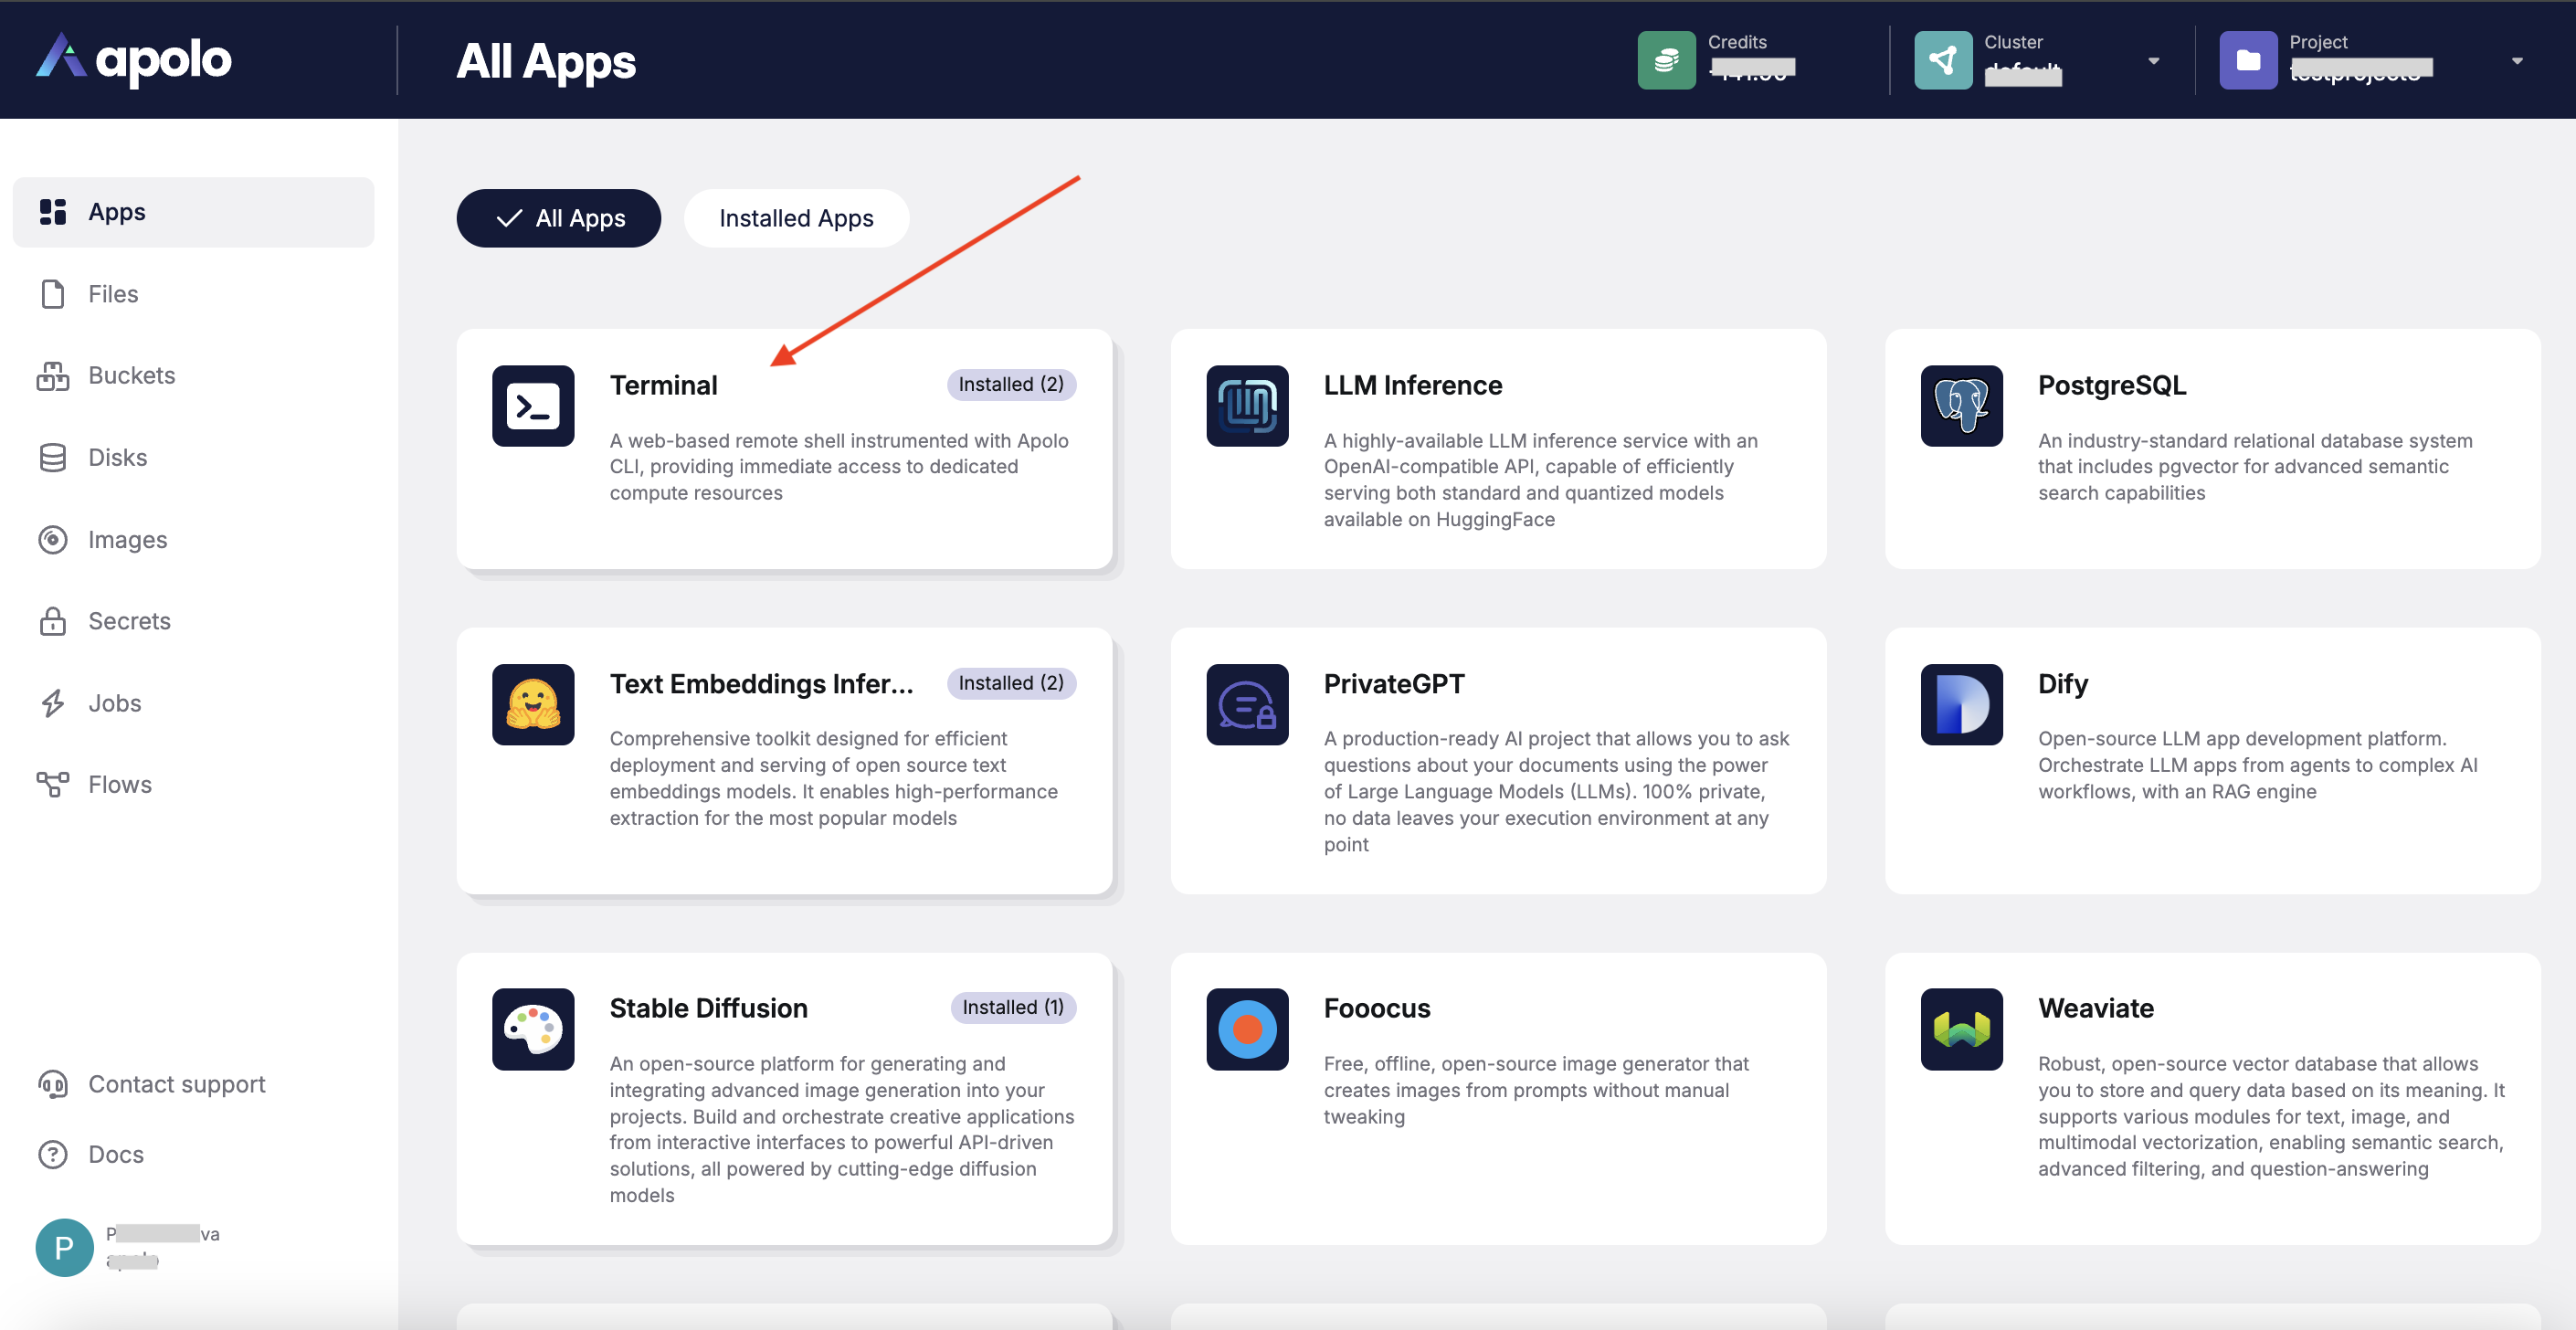 apolo
All Apps
Credits
Cluster
Project
Apps
Files
Buckets
Disks
Images
Secrets
Jobs
Flows
Contact support
Docs
P
P
va
All Apps
Installed Apps
Terminal
Installed (2)
A web-based remote shell instrumented with Apolo
CLI, providing immediate access to dedicated
compute resources
LLM Inference
A highly-available LLM inference service with an
OpenAI-compatible API, capable of efficiently
serving both standard and quantized models
available on HuggingFace
PostgreSQL
An industry-standard relational database system
that includes pgvector for advanced semantic
search capabilities
Text Embeddings Infer...
Installed (2)
Comprehensive toolkit designed for efficient
deployment and serving of open source text
embeddings models. It enables high-performance
extraction for the most popular models
PrivateGPT
A production-ready AI project that allows you to ask
questions about your documents using the power
of Large Language Models (LLMs). 100% private,
no data leaves your execution environment at any
point
Dify
Open-source LLM app development platform.
Orchestrate LLM apps from agents to complex AI
workflows, with an RAG engine
Stable Diffusion
Installed (1)
An open-source platform for generating and
integrating advanced image generation into your
projects. Build and orchestrate creative applications
from interactive interfaces to powerful API-driven
solutions, all powered by cutting-edge diffusion
models
Fooocus
Free, offline, open-source image generator that
creates images from prompts without manual
tweaking
Weaviate
Robust, open-source vector database that allows
you to store and query data based on its meaning. It
supports various modules for text, image, and
multimodal vectorization, enabling semantic search,
advanced filtering, and question-answering